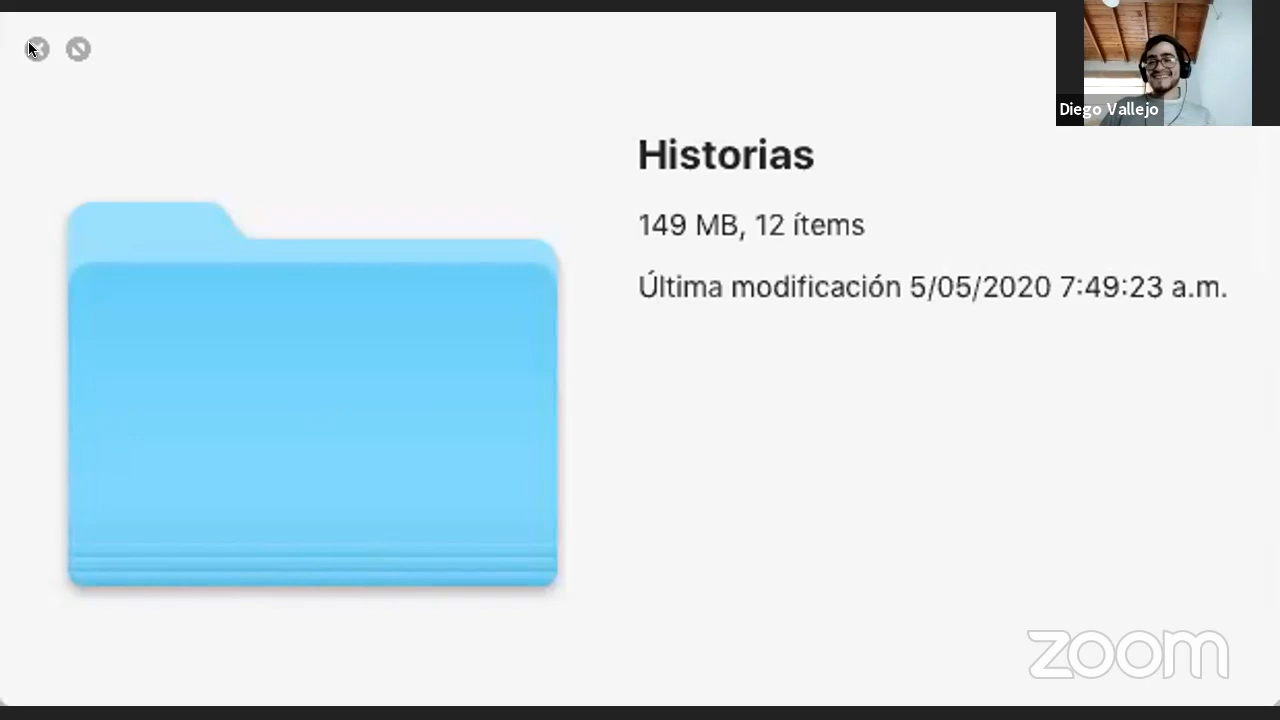 Diego Vallejo
Historias
149 MB, 12 ítems
Última modificación 5/05/2020 7:49:23 a.m.
zoom